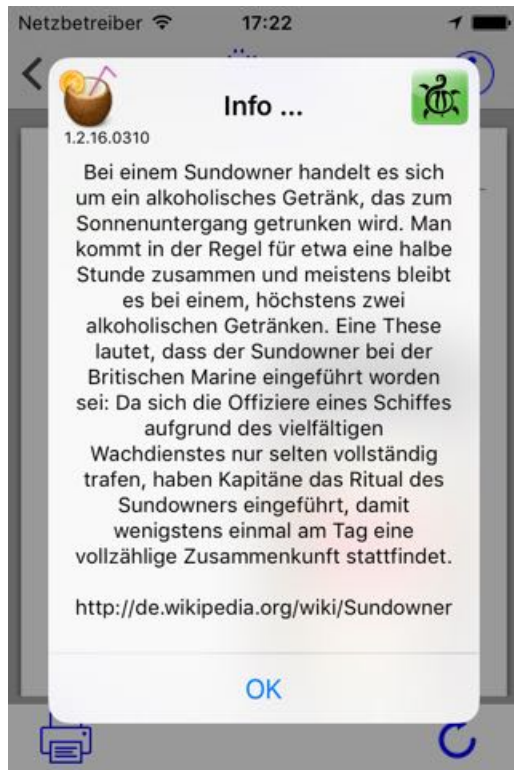 Netzbetreiber 17:22
Info ...
1.2.16.0310
Bei einem Sundowner handelt es sich
um ein alkoholisches Getränk, das zum
Sonnenuntergang getrunken wird. Man
kommt in der Regel für etwa eine halbe
Stunde zusammen und meistens bleibt
es bei einem, höchstens zwei
alkoholischen Getränken. Eine These
lautet, dass der Sundowner bei der
Britischen Marine eingeführt worden
sei: Da sich die Offiziere eines Schiffes
aufgrund des vielfältigen
Wachdienstes nur selten vollständig
trafen, haben Kapitäne das Ritual des
Sundowners eingeführt, damit
wenigstens einmal am Tag eine
vollzählige Zusammenkunft stattfindet.
http://de.wikipedia.org/wiki/Sundowner
OK